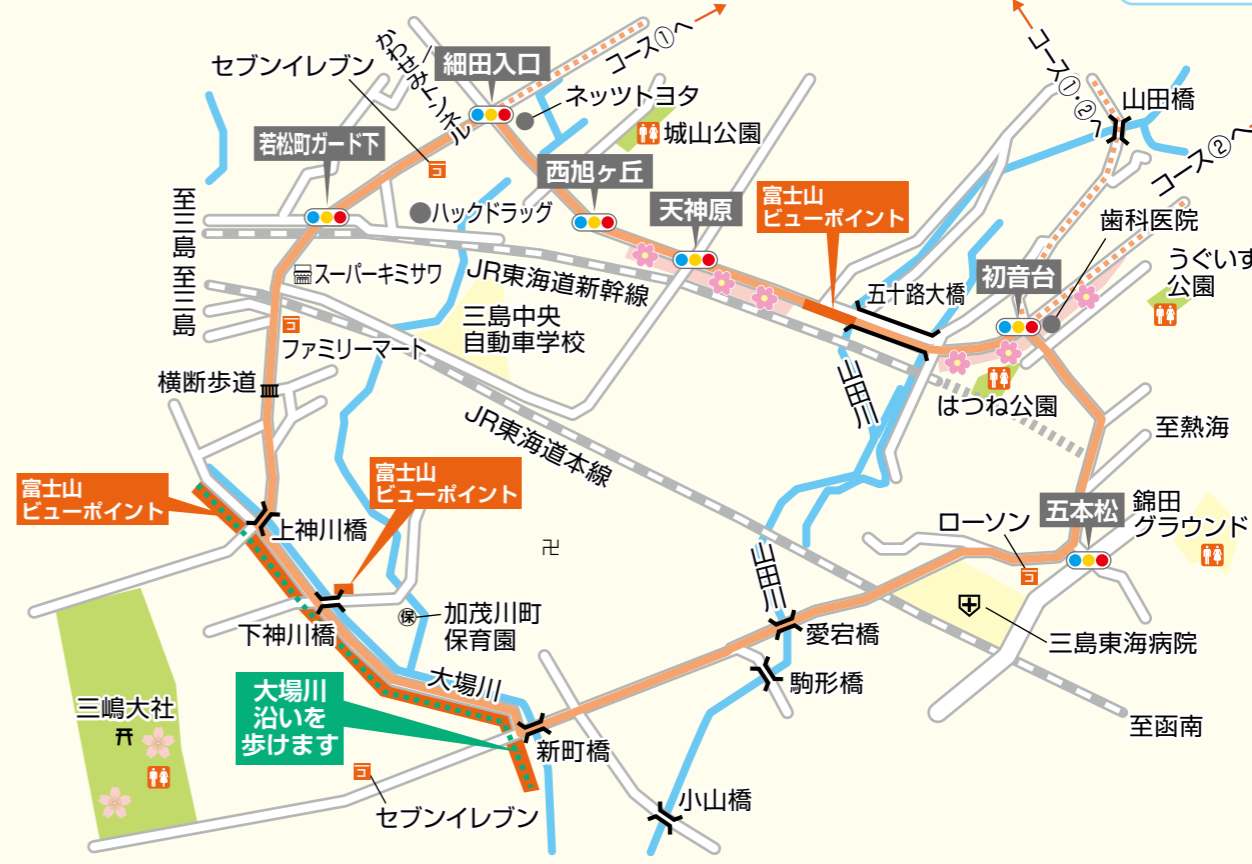 コース①へ
コース①・②へ
かわせみトンネル
セブンイレブン
細田入口
ネッツトヨタ
城山公園
山田橋
コース②へ
若松町ガード下
西旭ヶ丘
天神原
富士山
ビューポイント
歯科医院
うぐいす
公園
至三島
至三島
ハックドラッグ
スーパーキミサワ
JR東海道新幹線
五十路大橋
初音台
コ
ファミリーマート
三島中央
自動車学校
山田川
はつね公園
横断歩道
JR東海道本線
至熱海
富士山
ビューポイント
富士山
ビューポイント
上神川橋
卍
山田川
ローソン
五本松
錦田
グラウンド
下神川橋
保
加茂川町
保育園
愛宕橋
三島東海病院
大場川
駒形橋
三嶋大社
大場川
沿いを
歩けます
新町橋
至函南
コ
セブンイレブン
小山橋